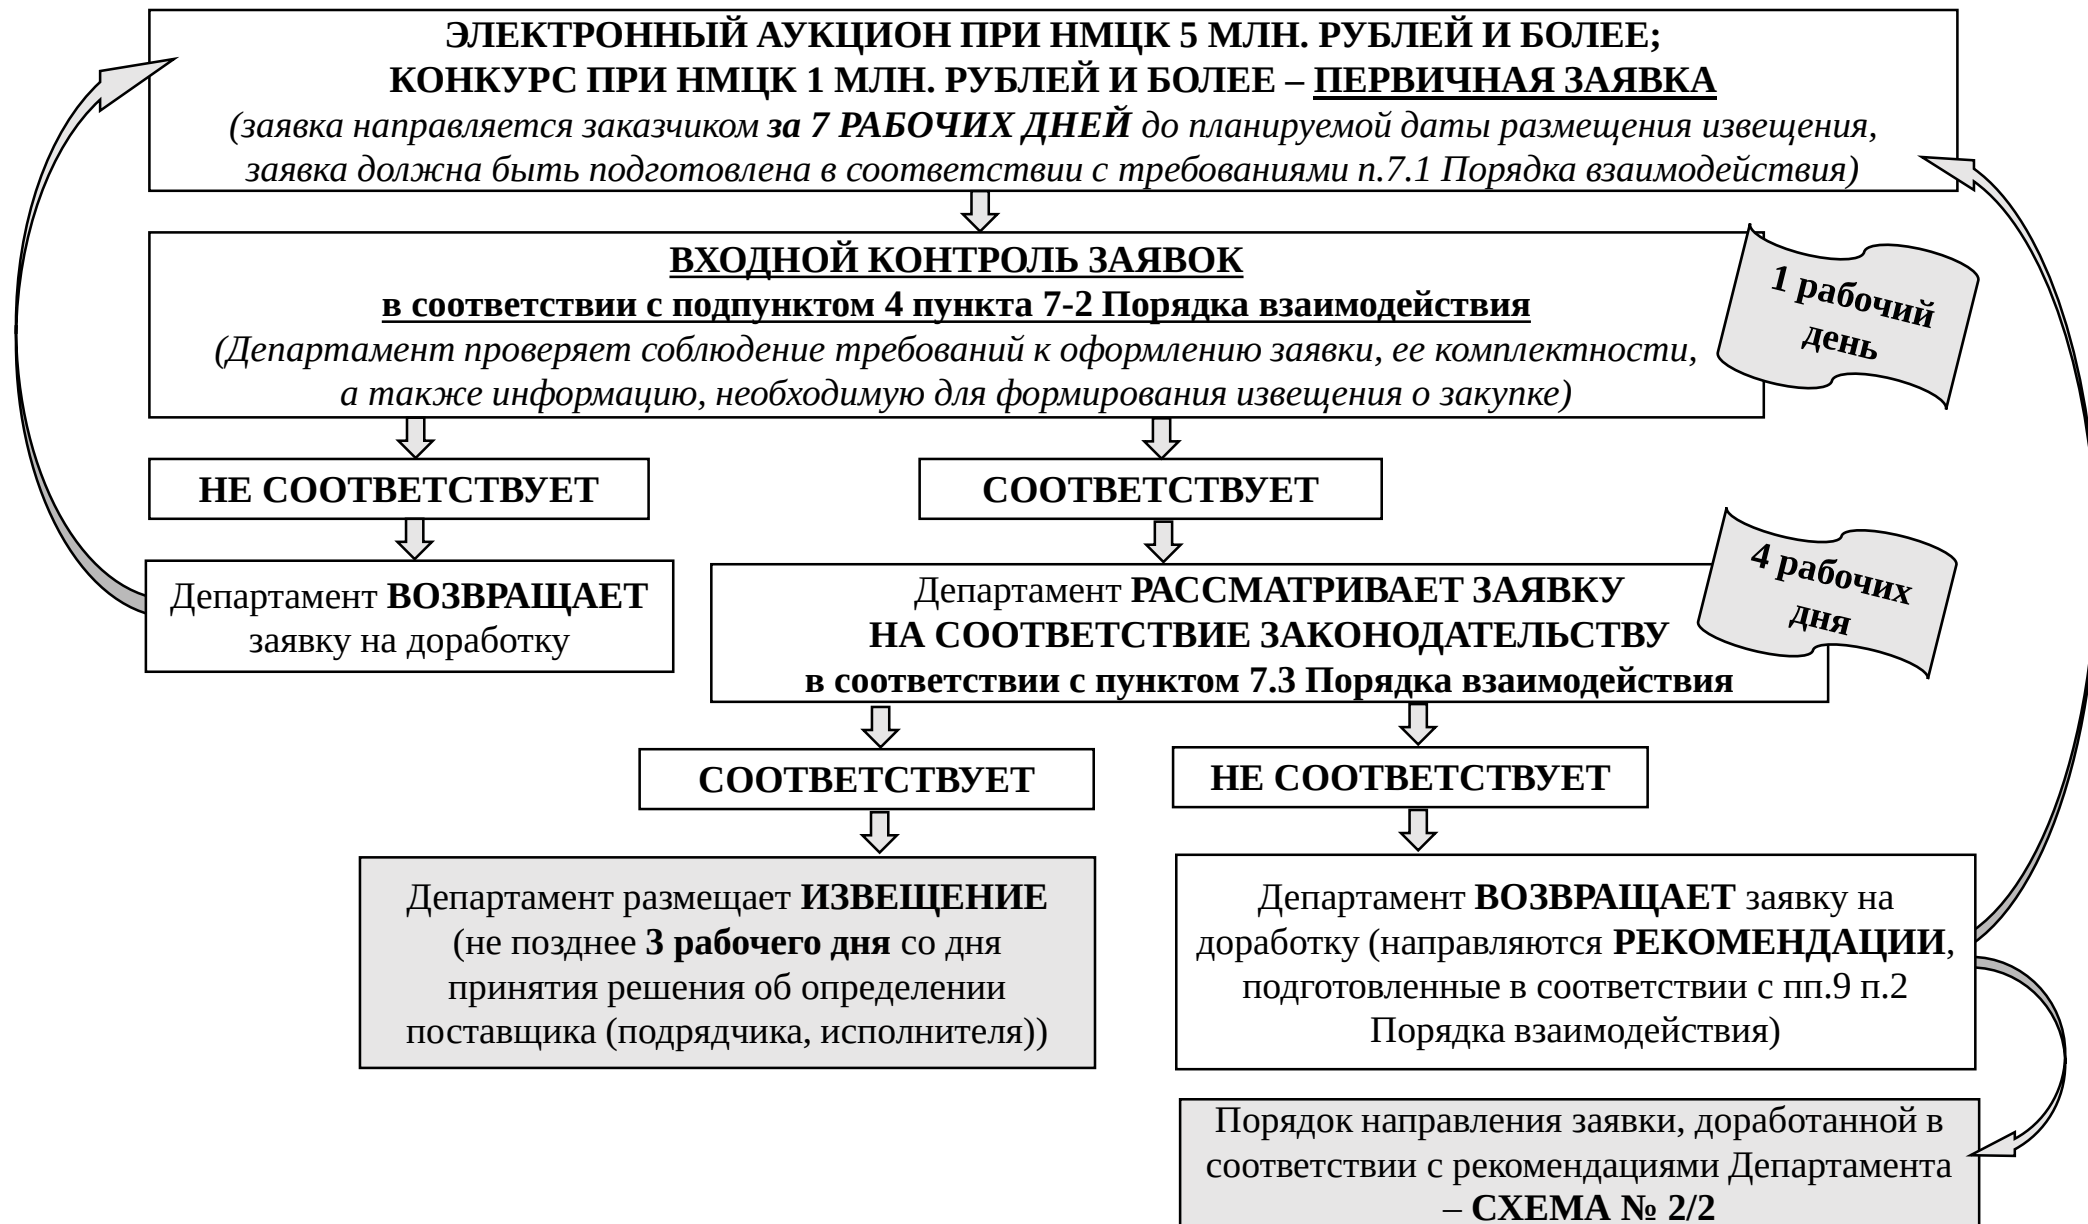 ЭЛЕКТРОННЫЙ АУКЦИОН ПРИ НМЦК 5 МЛН. РУБЛЕЙ И БОЛЕЕ;
КОНКУРС ПРИ НМЦК 1 МЛН. РУБЛЕЙ И БОЛЕЕ – ПЕРВИЧНАЯ ЗАЯВКА
(заявка направляется заказчиком за 7 РАБОЧИХ ДНЕЙ до планируемой даты размещения извещения,
заявка должна быть подготовлена в соответствии с требованиями п.7.1 Порядка взаимодействия)
ВХОДНОЙ КОНТРОЛЬ ЗАЯВОК
в соответствии с подпунктом 4 пункта 7-2 Порядка взаимодействия
(Департамент проверяет соблюдение требований к оформлению заявки, ее комплектности,
а также информацию, необходимую для формирования извещения о закупке)
1 рабочий
день
НЕ СООТВЕТСТВУЕТ
СООТВЕТСТВУЕТ
Департамент ВОЗВРАЩАЕТ
заявку на доработку
Департамент РАССМАТРИВАЕТ ЗАЯВКУ
НА СООТВЕТСТВИЕ ЗАКОНОДАТЕЛЬСТВУ
в соответствии с пунктом 7.3 Порядка взаимодействия
4 рабочих
дня
СООТВЕТСТВУЕТ
НЕ СООТВЕТСТВУЕТ
Департамент размещает ИЗВЕЩЕНИЕ
(не позднее 3 рабочего дня со дня
принятия решения об определении
поставщика (подрядчика, исполнителя))
Департамент ВОЗВРАЩАЕТ заявку на
доработку (направляются РЕКОМЕНДАЦИИ,
подготовленные в соответствии с пп.9 п.2
Порядка взаимодействия)
Порядок направления заявки, доработанной в
соответствии с рекомендациями Департамента
– СХЕМА № 2/2